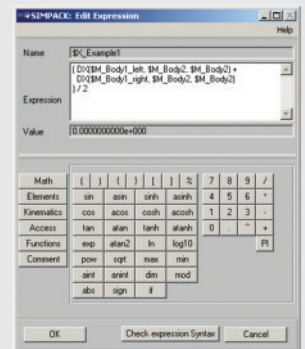 SIMPACK: Edit Expression
Help
Name $X_Example1
Expression
( DX($M_Body1_left, $M_Body2, $M_Body2) +
DX($M_Body1_right, $M_Body2, $M_Body2)
) / 2
Value 0.0000000000e+000
Math ( ) { } [ ] % 7 8 9 /
Elements sin asin sinh asinh 4 5 6 *
Kinematics cos acos cosh acosh 1 2 3 -
Access tan atan tanh atanh 0 . ^ +
Functions exp atan2 ln log10 PI
Comment pow sqrt max min
aint anint dim mod
abs sign if
OK Check expression Syntax Cancel